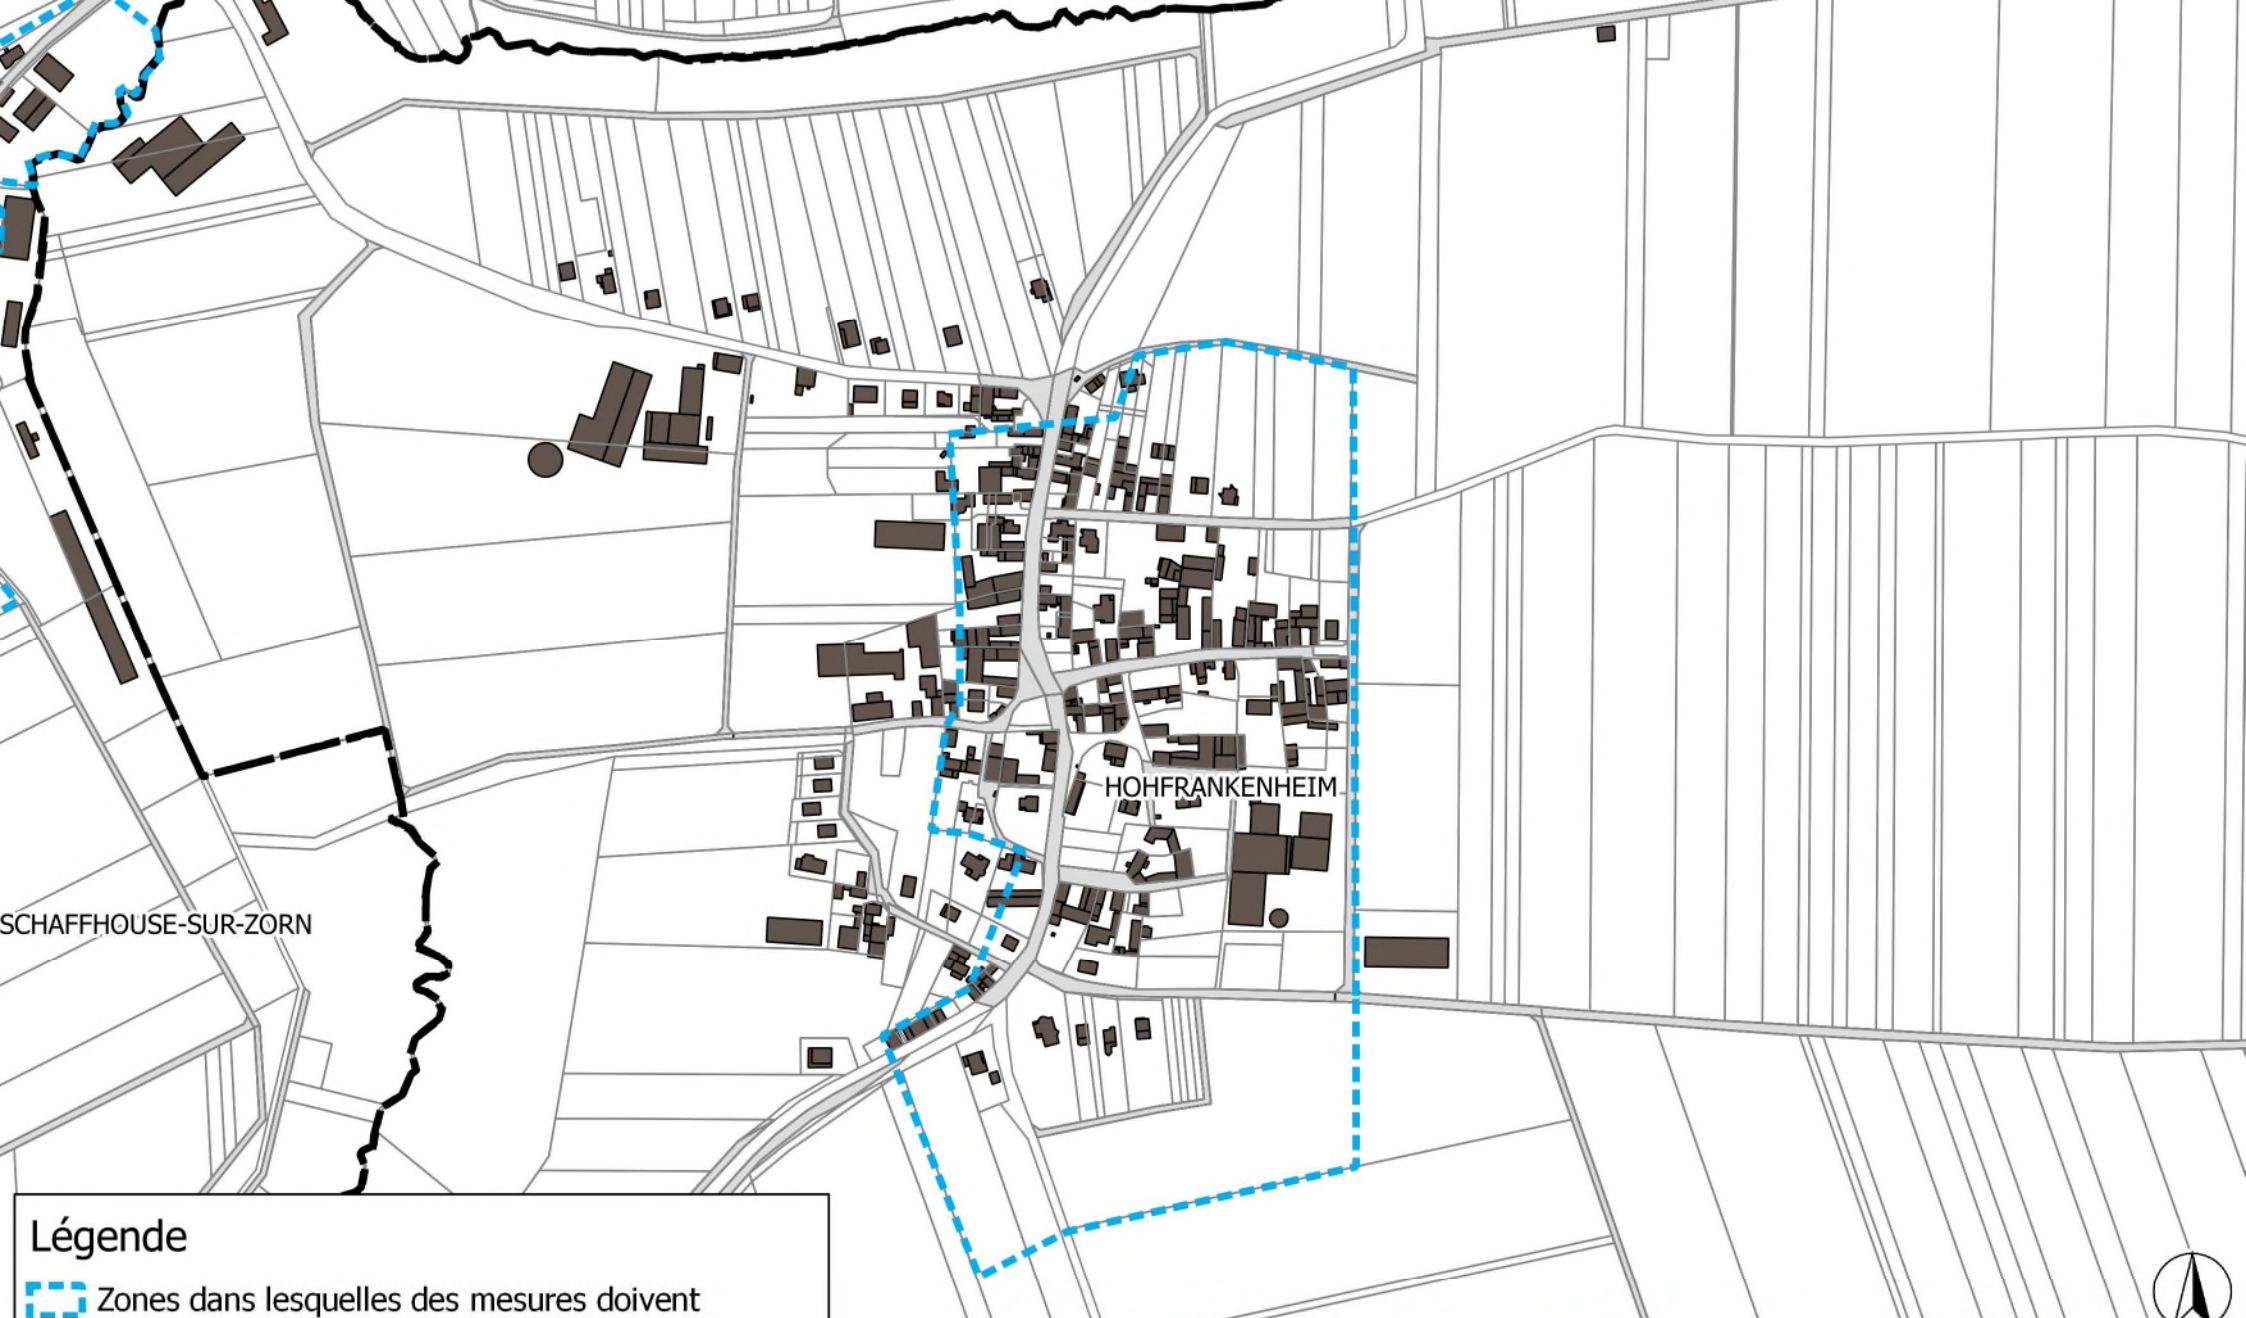 HOHFRANKENHEIM
SCHAFFHOUSE-SUR-ZORN
Légende
Zones dans lesquelles des mesures doivent